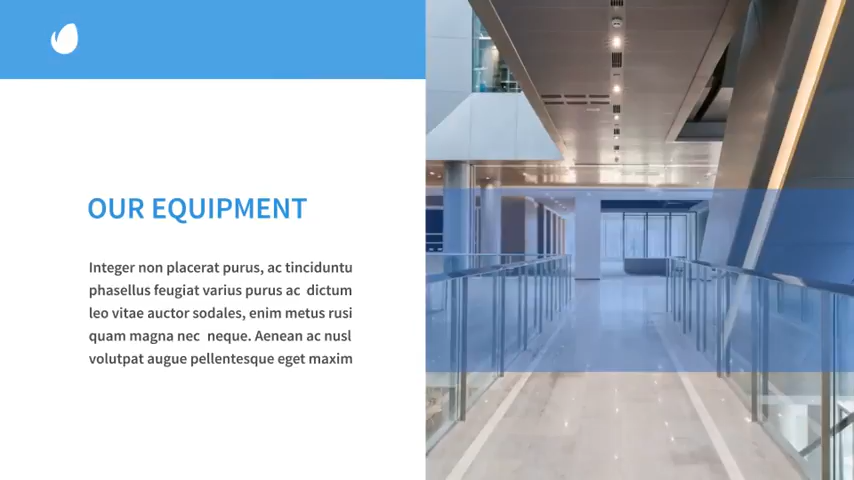 OUR EQUIPMENT
Integer non placerat purus, ac tinciduntu
phasellus feugiat varius purus ac dictum
leo vitae auctor sodales, enim metus rusi
quam magna nec neque. Aenean ac nusl
volutpat augue pellentesque eget maxim